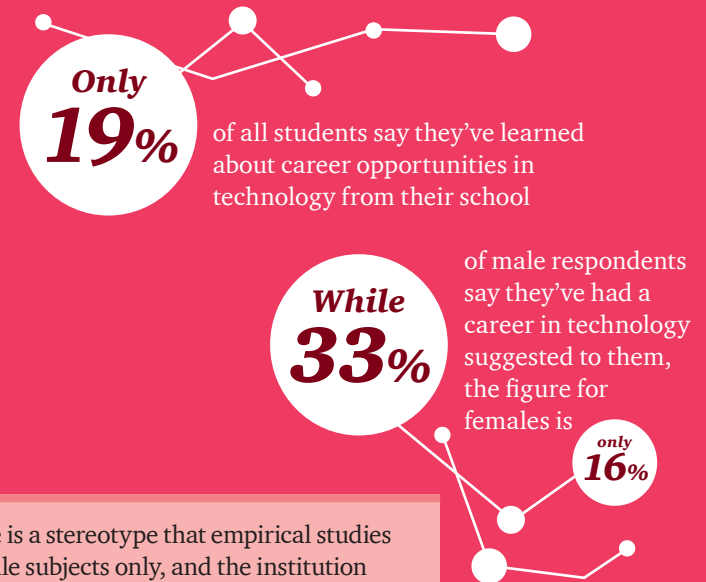 Only
19%
of all students say they’ve learned
about career opportunities in
technology from their school
While
33%
of male respondents
say they’ve had a
career in technology
suggested to them,
the figure for
females is
only
16%
is a stereotype that empirical studies
subjects only, and the institution